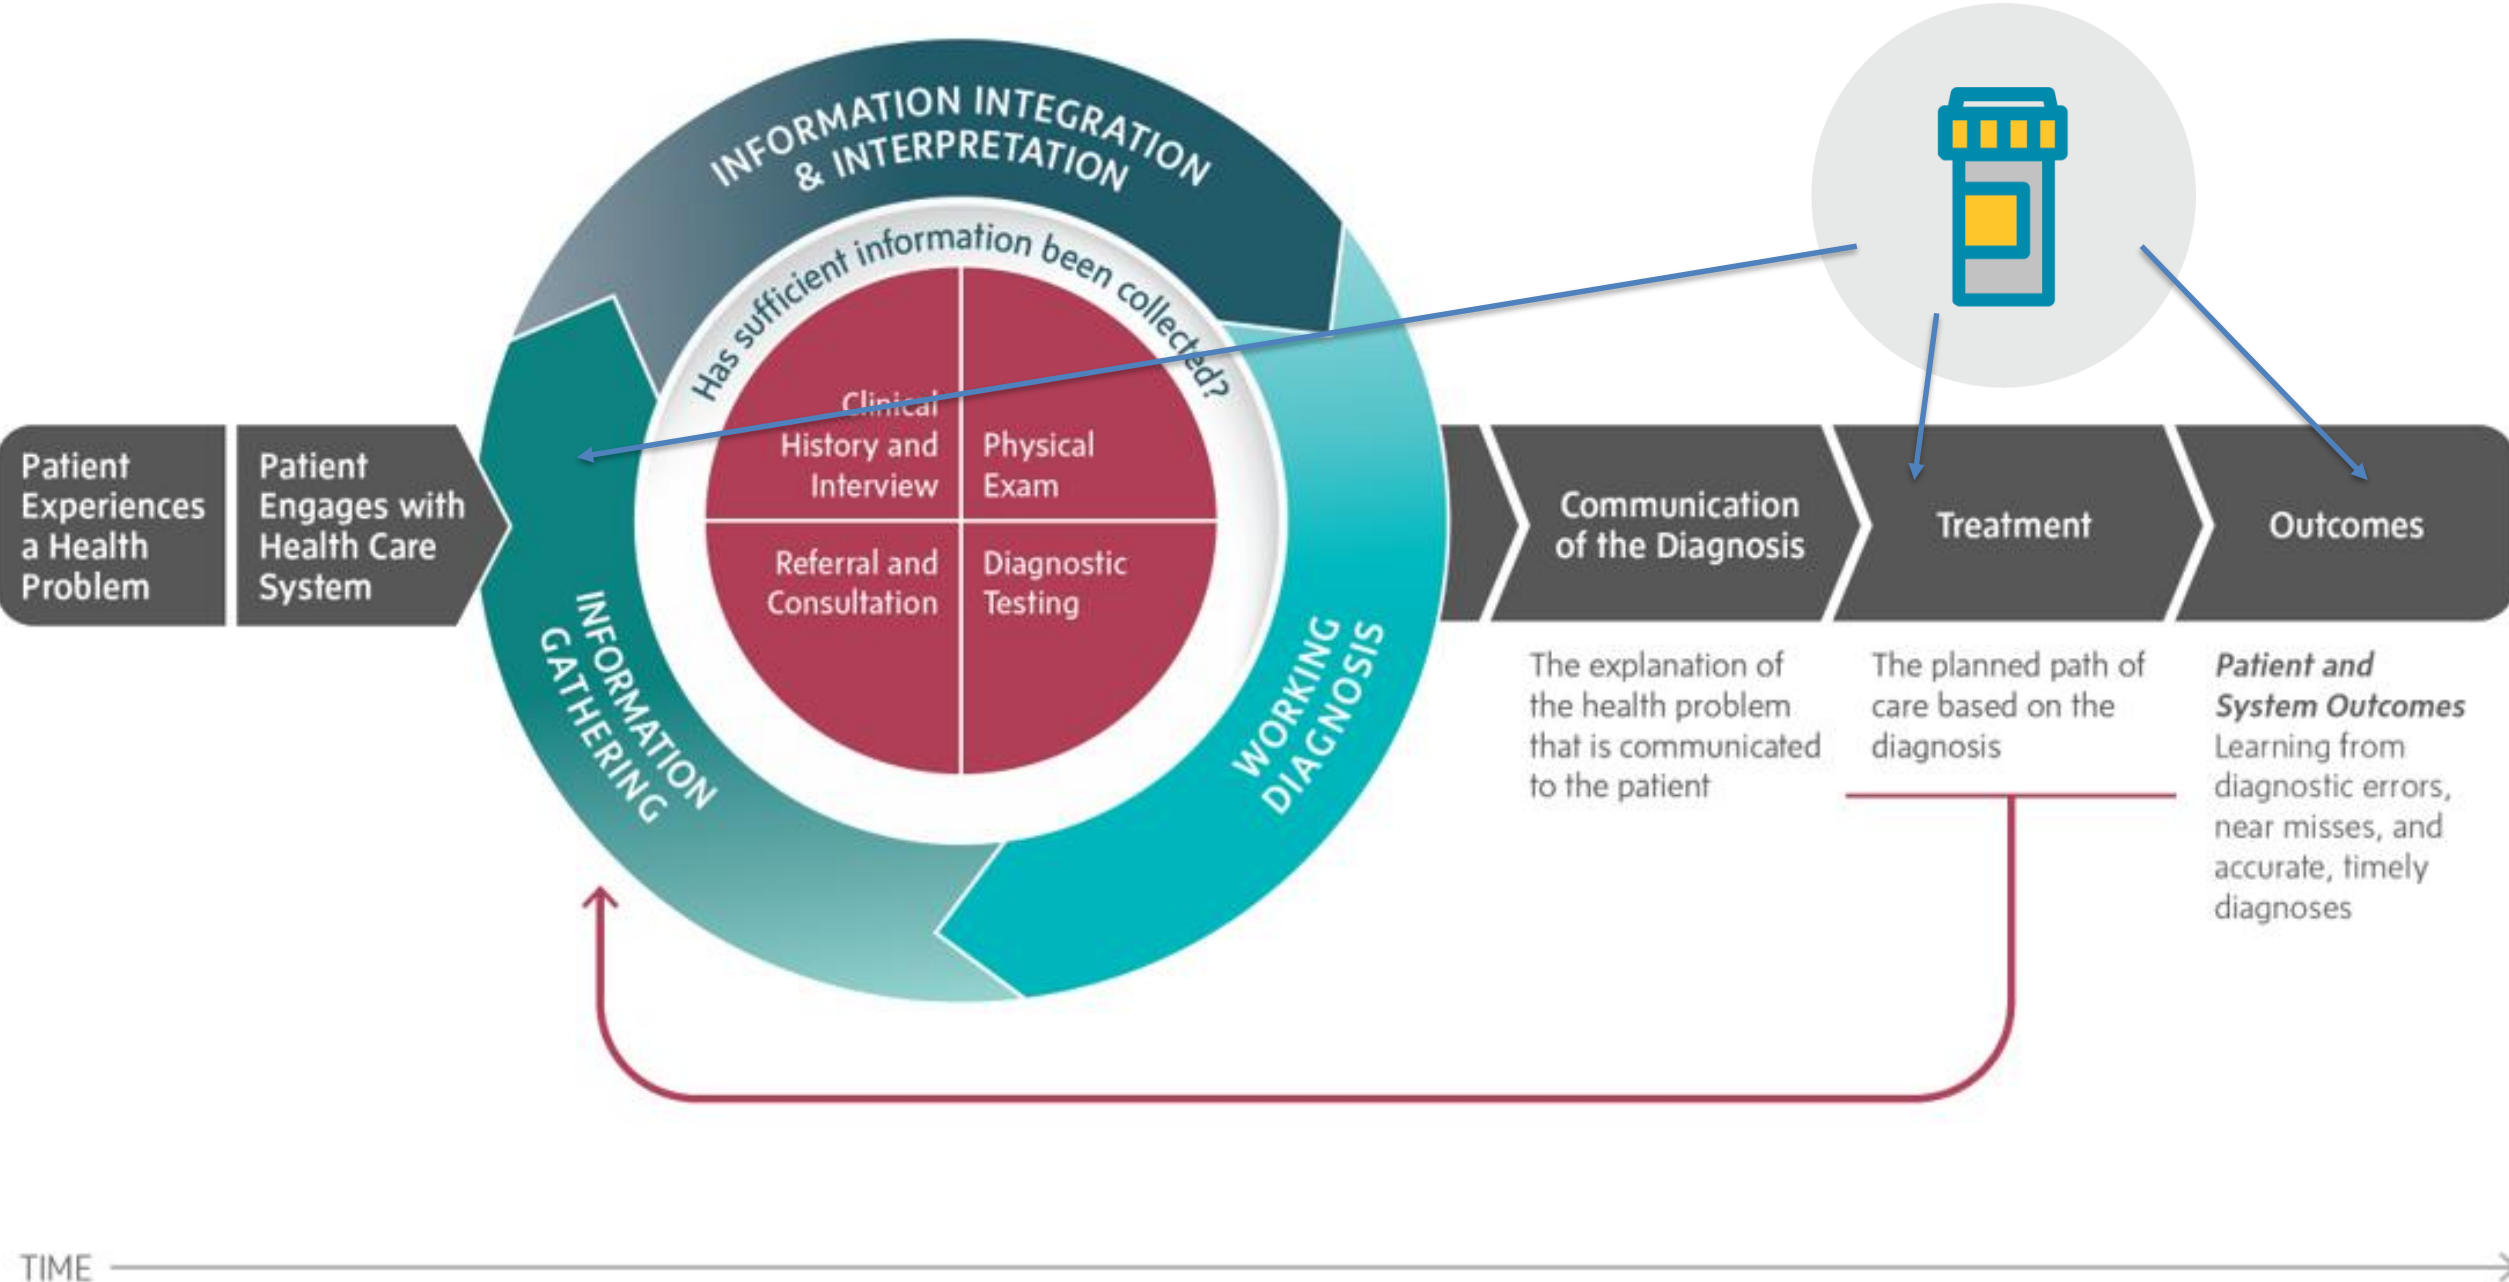 INFORMATION INTEGRATION
& INTERPRETATION
Has sufficient information been collected?
Clinical
History and
Interview
Physical
Exam
Referral and
Consultation
Diagnostic
Testing
INFORMATION
GATHERING
WORKING
DIAGNOSIS
Patient
Experiences
a Health
Problem
Patient
Engages with
Health Care
System
Communication
of the Diagnosis
Treatment
Outcomes
The explanation of
the health problem
that is communicated
to the patient
The planned path of
care based on the
diagnosis
Patient and
System Outcomes
Learning from
diagnostic errors,
near misses, and
accurate, timely
diagnoses
TIME